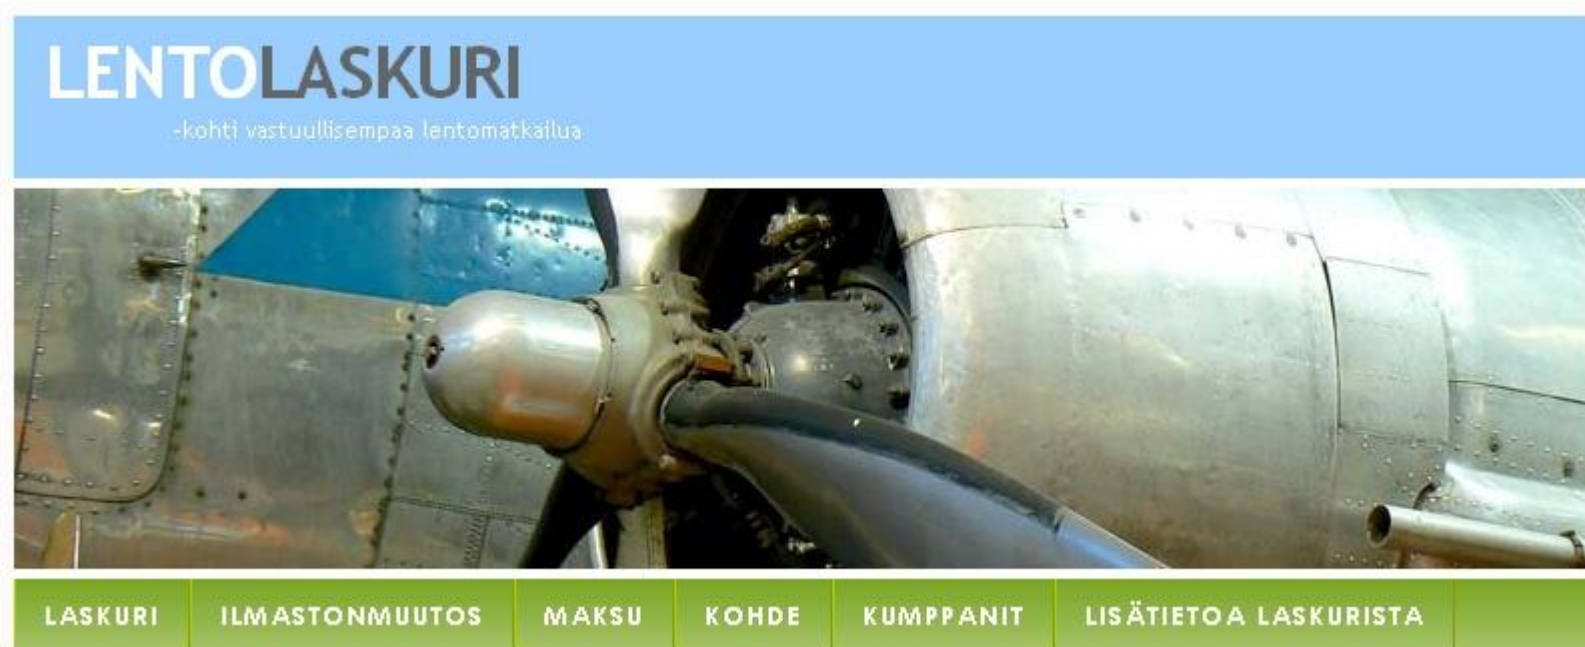 LENTOLASKURI
-kohti vastuullisempaa lentomatkailua
LASKURI ILMASTONMUUTOS MAKSU KOHDE KUMPPANIT LISÄTIETOA LASKURISTA